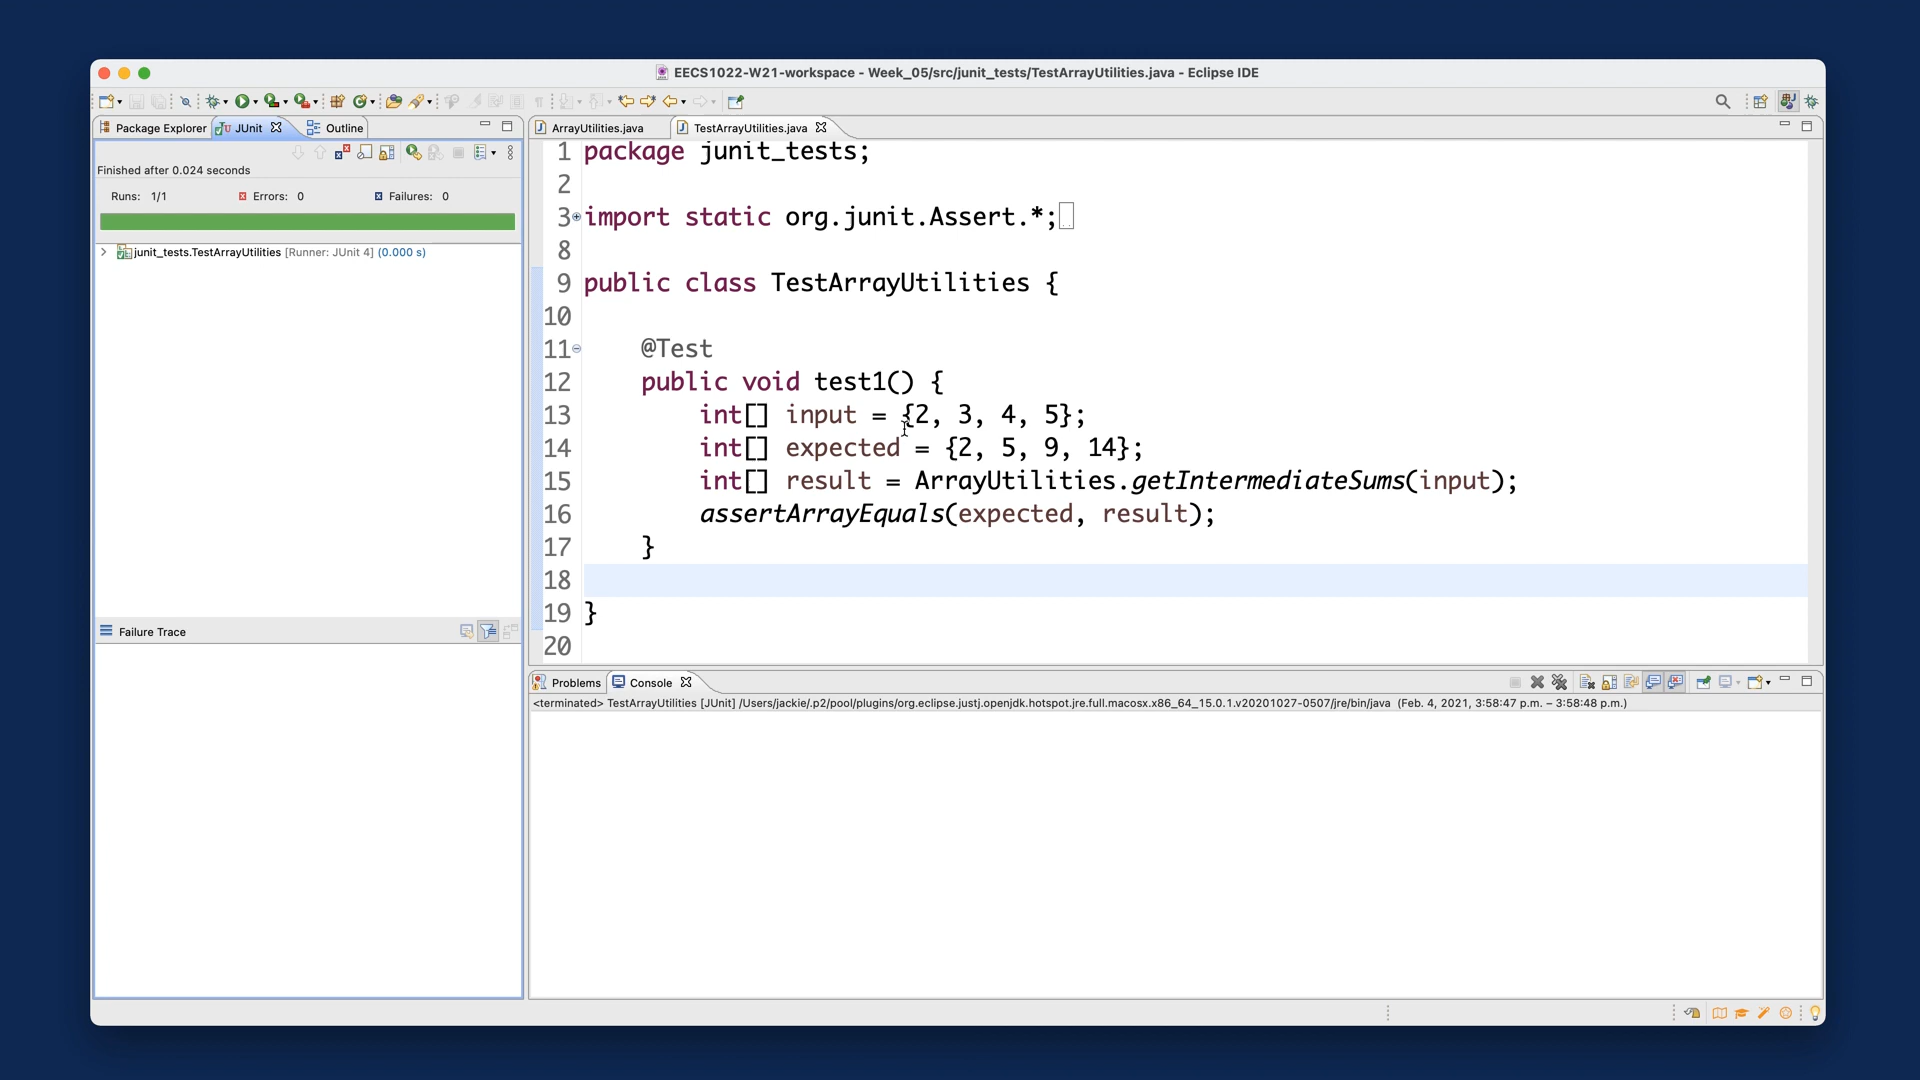 EECS1022-W21-workspace - Week_05/src/junit_tests/TestArrayUtilities.java - Eclipse IDE
Package Explorer JUnit Outline
Finished after 0.024 seconds
Runs: 1/1 Errors: 0 Failures: 0
junit_tests.TestArrayUtilities [Runner: JUnit 4] (0.000 s)
Failure Trace
ArrayUtilities.java TestArrayUtilities.java
1 package junit_tests;
2
3 import static org.junit.Assert.*;
8
9 public class TestArrayUtilities {
10
11 @Test
12 public void test1() {
13 int[] input = {2, 3, 4, 5};
14 int[] expected = {2, 5, 9, 14};
15 int[] result = ArrayUtilities.getIntermediateSums(input);
16 assertArrayEquals(expected, result);
17 }
18
19 }
20
Problems Console
<terminated> TestArrayUtilities [JUnit] /Users/jackie/.p2/pool/plugins/org.eclipse.justj.openjdk.hotspot.jre.full.macosx.x86_64_15.0.1.v20201027-0507/jre/bin/java (Feb. 4, 2021, 3:58:47 p.m. – 3:58:48 p.m.)